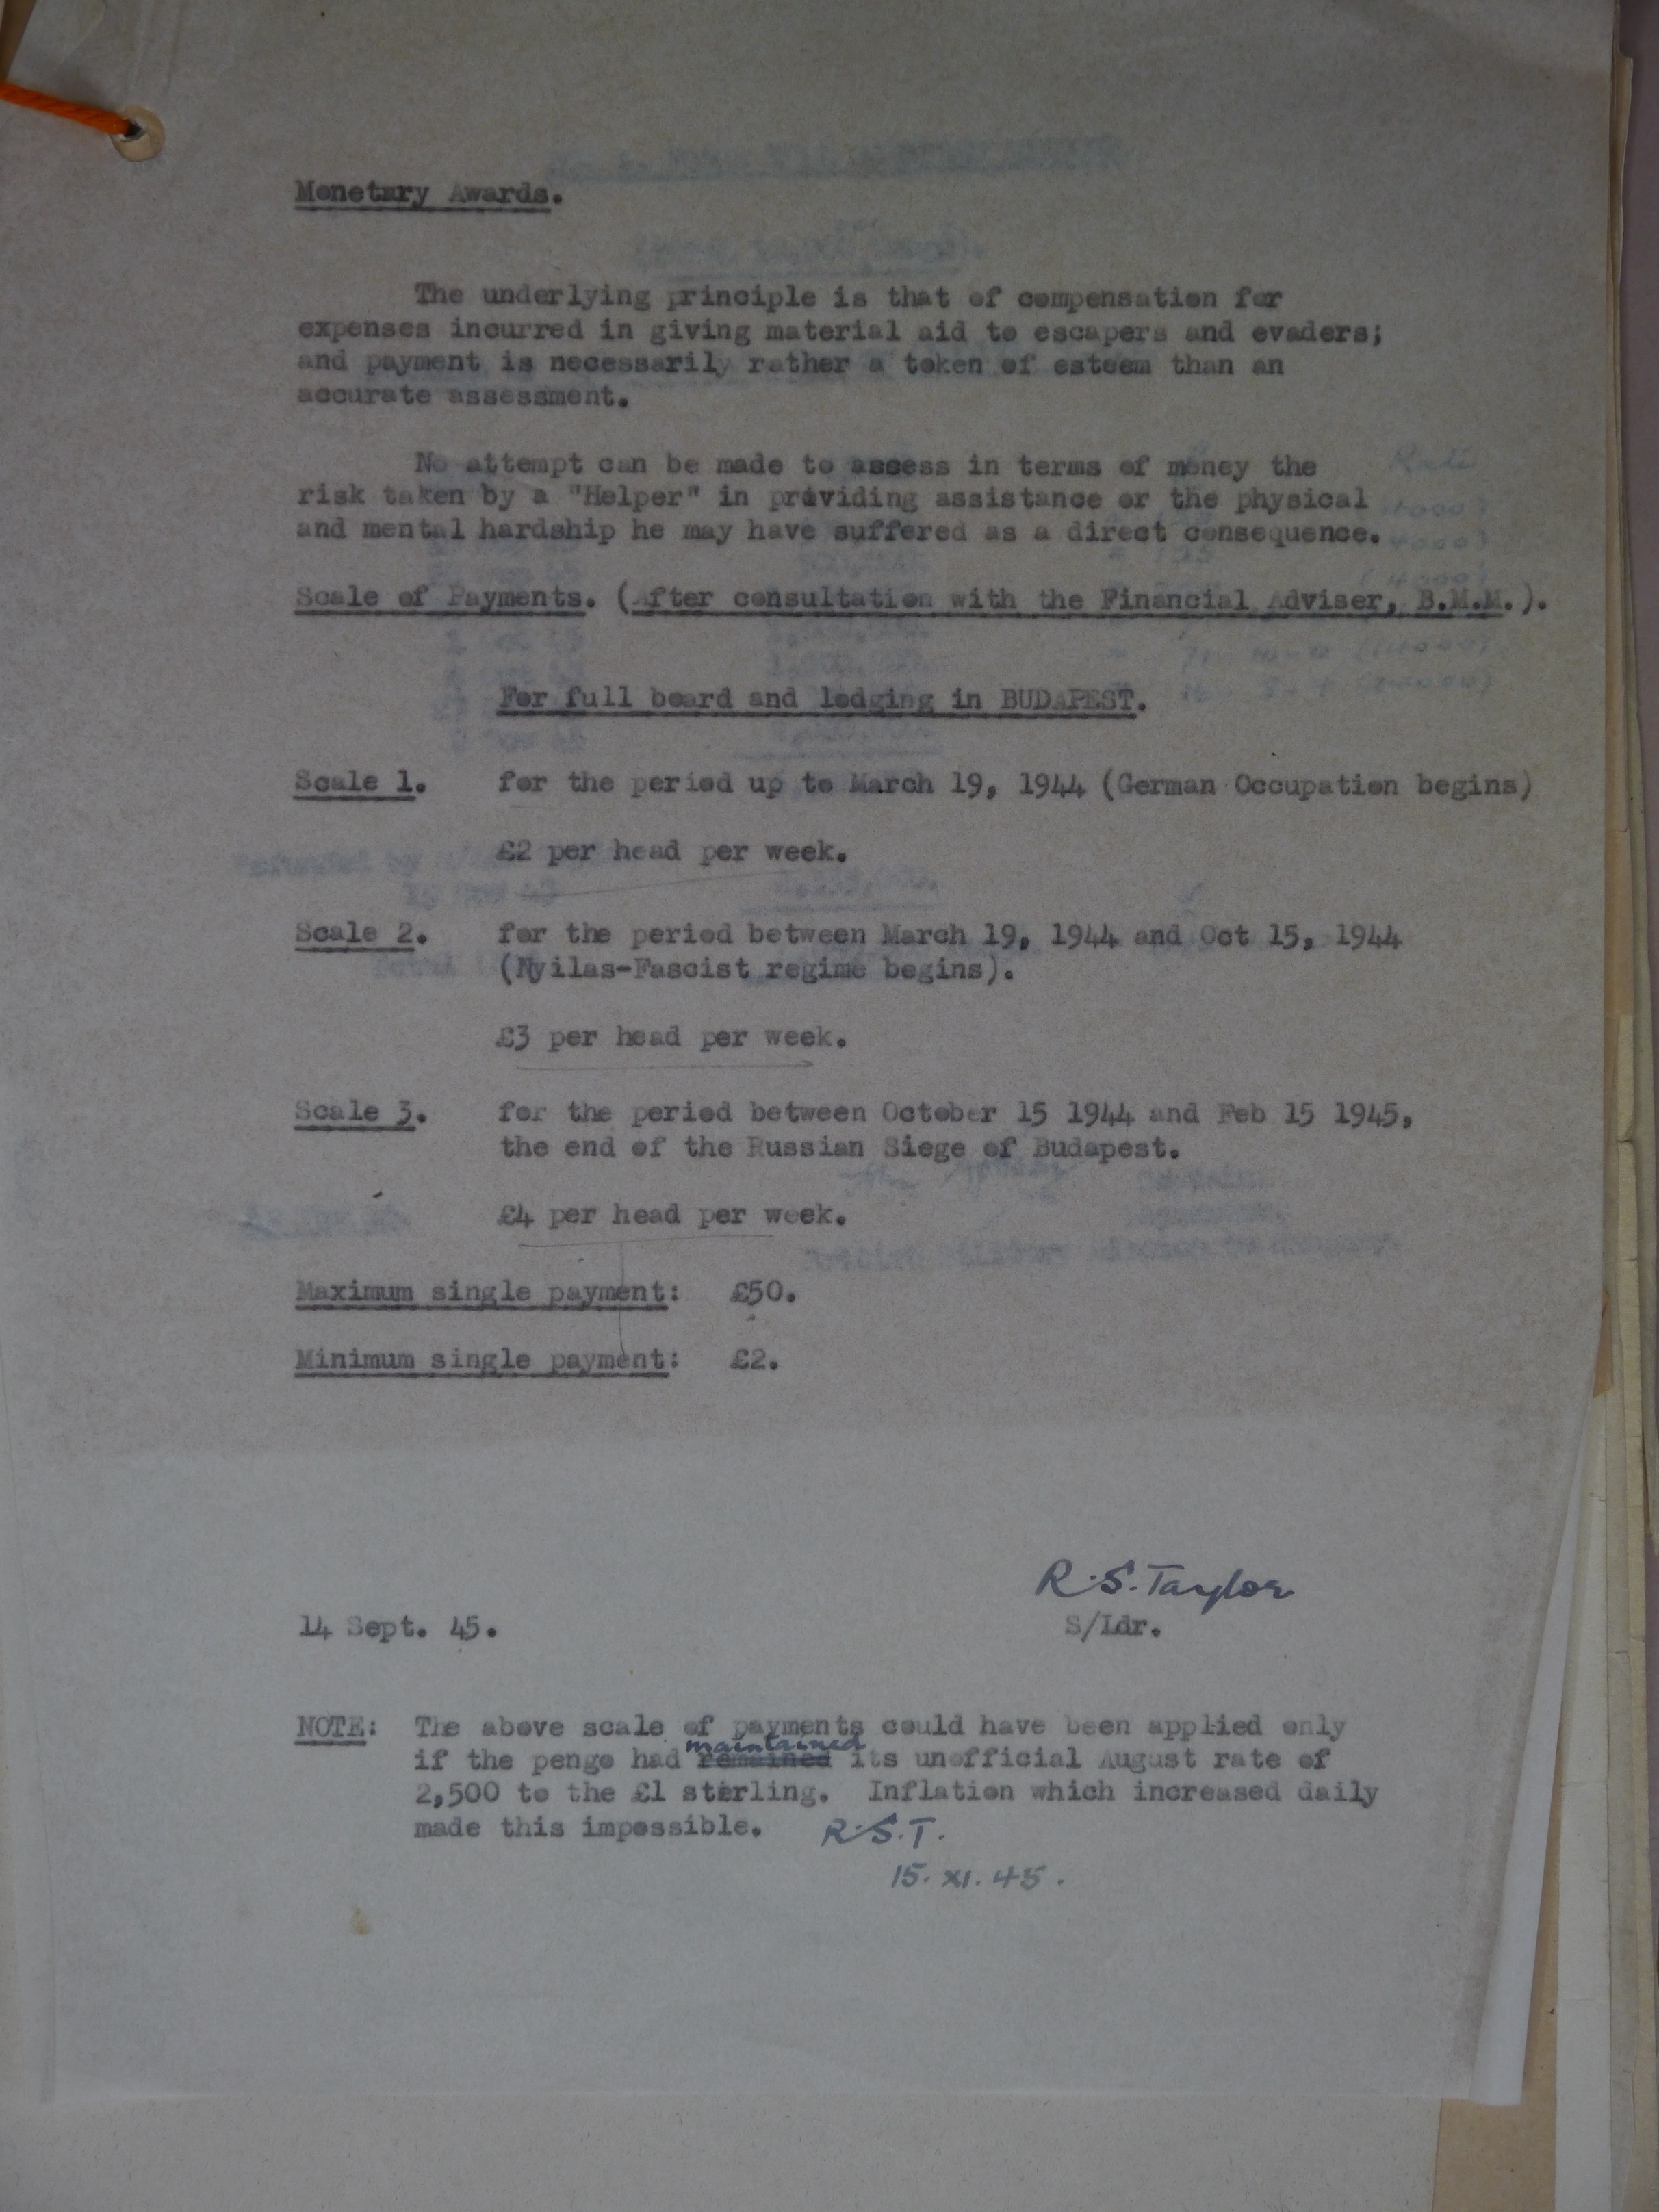 Monetary Awards.
The underlying principle is that of compensation for
expenses incurred in giving material aid to escapers and evaders;
and payment is necessarily rather a token of esteem than an
accurate assessment.
No attempt can be made to assess in terms of money the
risk taken by a "Helper" in providing assistance or the physical
and mental hardship he may have suffered as a direct consequence.
Scale of Payments. (After consultation with the Financial Adviser, B.M.M.).
For full board and lodging in BUDAPEST.
Scale 1. for the period up to March 19, 1944 (German Occupation begins)
£2 per head per week.
Scale 2. for the period between March 19, 1944 and Oct 15, 1944
(Nyilas-Fascist regime begins).
£3 per head per week.
Scale 3. for the period between October 15 1944 and Feb 15 1945,
the end of the Russian Siege of Budapest.
£4 per head per week.
Maximum single payment: £50.
Minimum single payment: £2.
R.S. Taylor
14 Sept. 45. S/Ldr.
NOTE: The above scale of payments could have been applied only
maintained
if the pengo had remained its unofficial August rate of
2,500 to the £1 sterling. Inflation which increased daily
made this impossible. R.S.T.
15.XI.45.